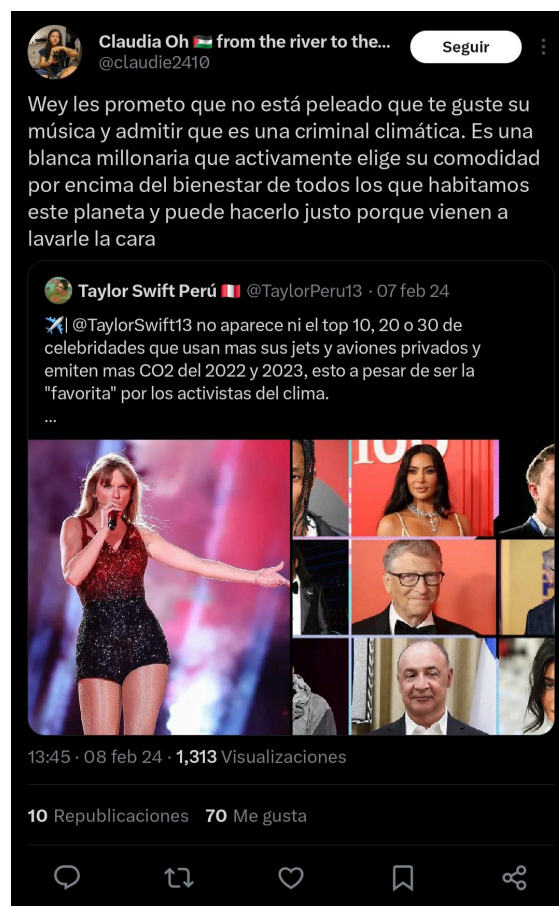 Claudia Oh 🇵🇸 from the river to the...
@claudie2410
Seguir
Wey les prometo que no está peleado que te guste su
música y admitir que es una criminal climática. Es una
blanca millonaria que activamente elige su comodidad
por encima del bienestar de todos los que habitamos
este planeta y puede hacerlo justo porque vienen a
lavarle la cara
Taylor Swift Perú 🇵🇪 @TaylorPeru13 · 07 feb 24
✈️| @TaylorSwift13 no aparece ni el top 10, 20 o 30 de
celebridades que usan mas sus jets y aviones privados y
emiten mas CO2 del 2022 y 2023, esto a pesar de ser la
"favorita" por los activistas del clima.
...
13:45 · 08 feb 24 · 1,313 Visualizaciones
10 Republicaciones 70 Me gusta